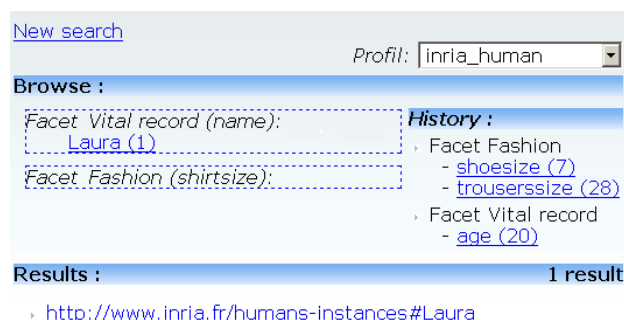 New search
Profil: inria_human
Browse :
Facet Vital record (name):
Laura (1)
Facet Fashion (shirtsize):
History :
Facet Fashion
- shoesize (7)
- trouserssize (28)
Facet Vital record
- age (20)
Results : 1 result
http://www.inria.fr/humans-instances#Laura